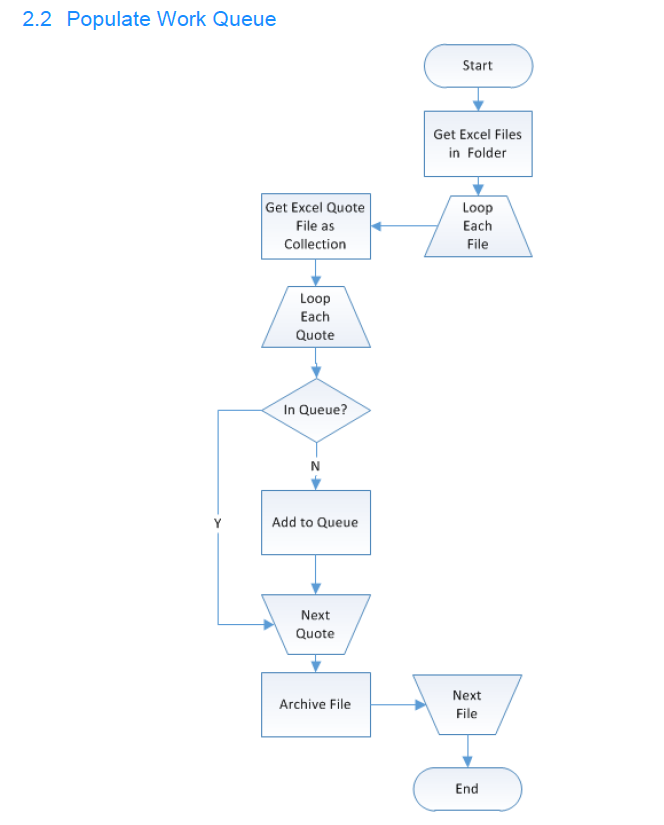 2.2 Populate Work Queue
Start
Get Excel Files
in Folder
Loop
Each
File
Get Excel Quote
File as
Collection
Loop
Each
Quote
In Queue?
N
Y
Add to Queue
Next
Quote
Archive File
Next
File
End